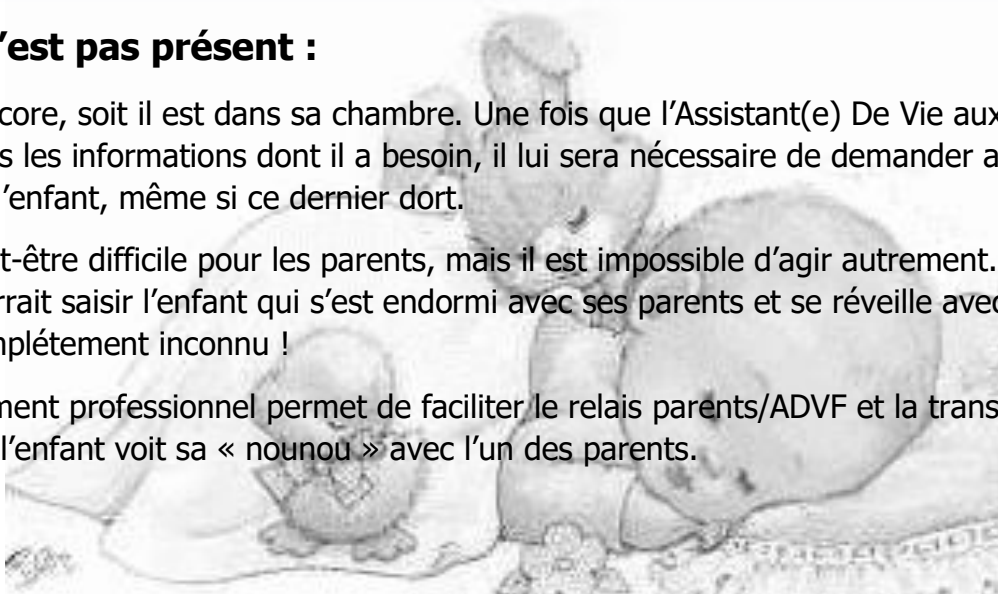 'est pas présent :
core, soit il est dans sa chambre. Une fois que l'Assistant(e) De Vie aux
s les informations dont il a besoin, il lui sera nécessaire de demander a
l'enfant, même si ce dernier dort.
t-être difficile pour les parents, mais il est impossible d'agir autrement.
rrait saisir l'enfant qui s'est endormi avec ses parents et se réveille avec
mplétement inconnu !
ment professionnel permet de faciliter le relais parents/ADVF et la trans
l'enfant voit sa « nounou » avec l'un des parents.